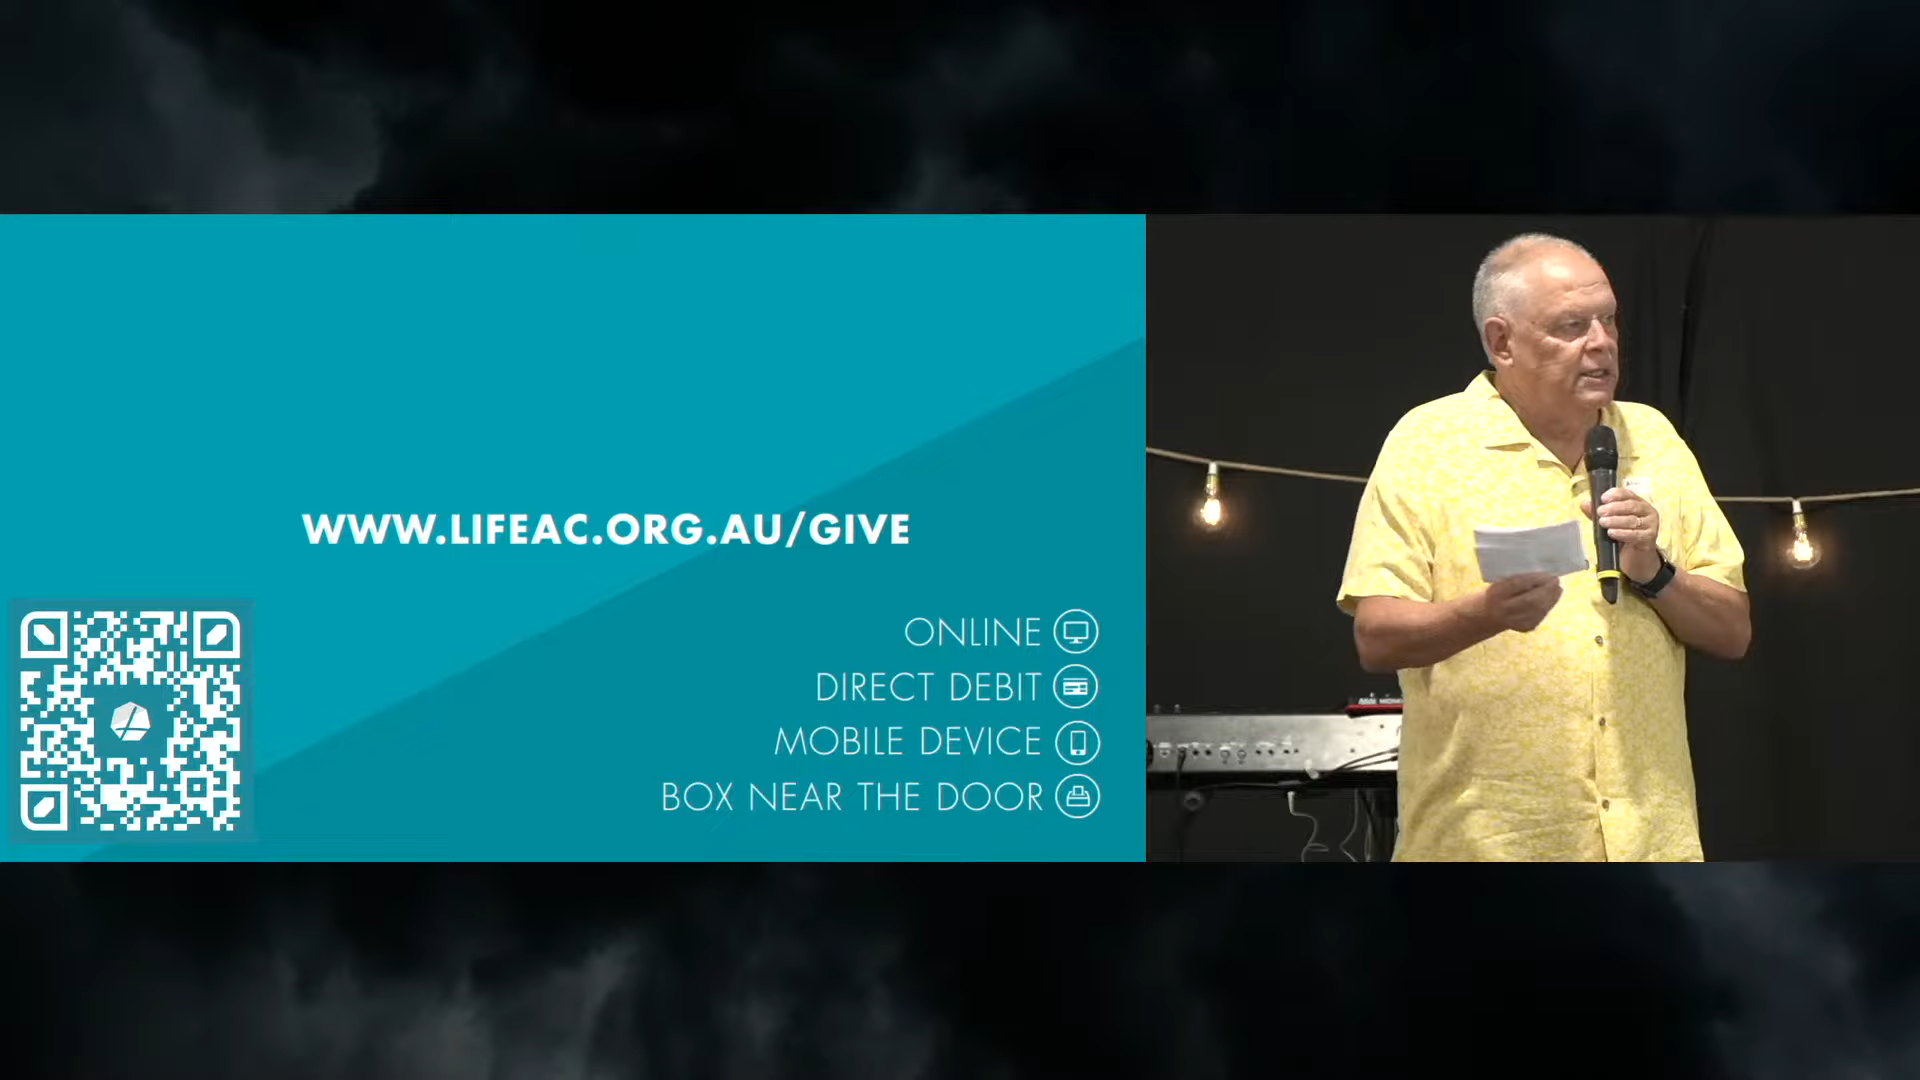 WWW.LIFEAC.ORG.AU/GIVE
ONLINE
DIRECT DEBIT
MOBILE DEVICE
BOX NEAR THE DOOR